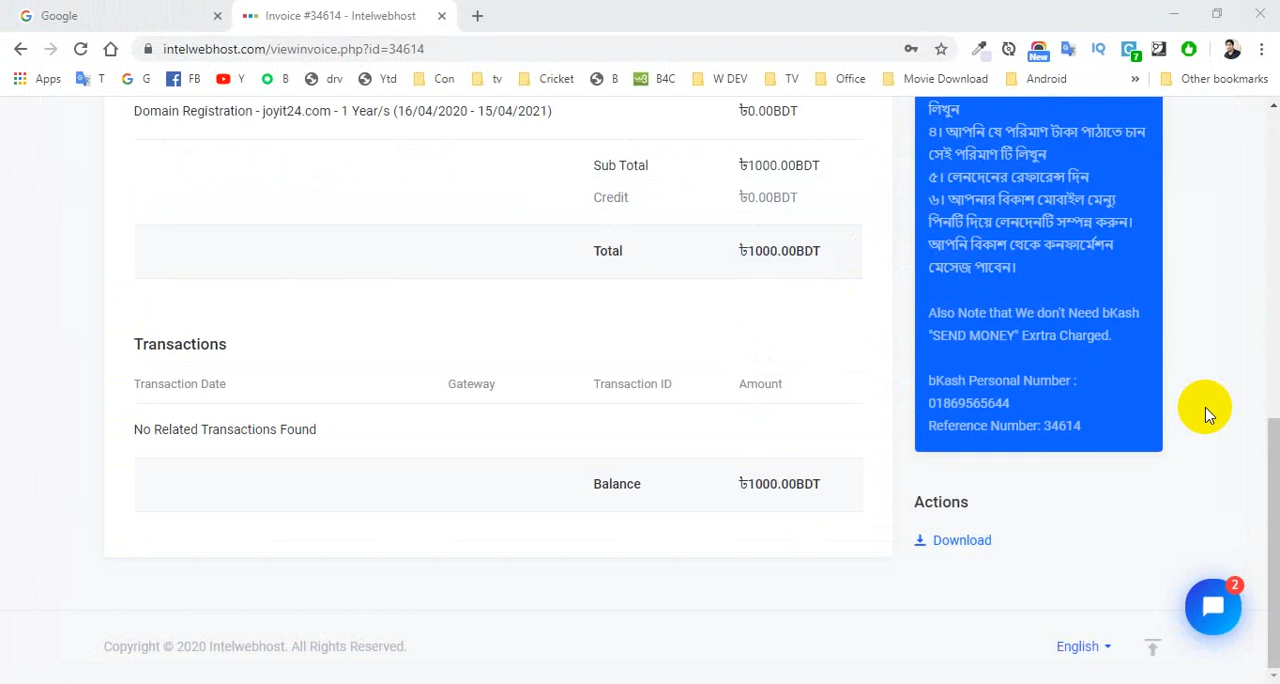 Google
Invoice #34614 - Intelwebhost
intelwebhost.com/viewinvoice.php?id=34614
New
IQ
7
Apps
T
G
FB
Y
B
drv
Ytd
Con
tv
Cricket
B
B4C
W DEV
TV
Office
Movie Download
Android
»
Other bookmarks
Domain Registration - joyit24.com - 1 Year/s (16/04/2020 - 15/04/2021) ৳0.00BDT
Sub Total ৳1000.00BDT
Credit ৳0.00BDT
Total ৳1000.00BDT
Transactions
Transaction Date Gateway Transaction ID Amount
No Related Transactions Found
Balance ৳1000.00BDT
লিখুন
৪। আপনি যে পরিমাণ টাকা পাঠাতে চান
সেই পরিমাণ টি লিখুন
৫। লেনদেনের রেফারেন্স দিন
৬। আপনার বিকাশ মোবাইল মেন্যু
পিনটি দিয়ে লেনদেনটি সম্পন্ন করুন।
আপনি বিকাশ থেকে কনফার্মেশন
মেসেজ পাবেন।
Also Note that We don't Need bKash
"SEND MONEY" Exrtra Charged.
bKash Personal Number :
01869565644
Reference Number: 34614
Actions
Download
2
Copyright © 2020 Intelwebhost. All Rights Reserved.
English